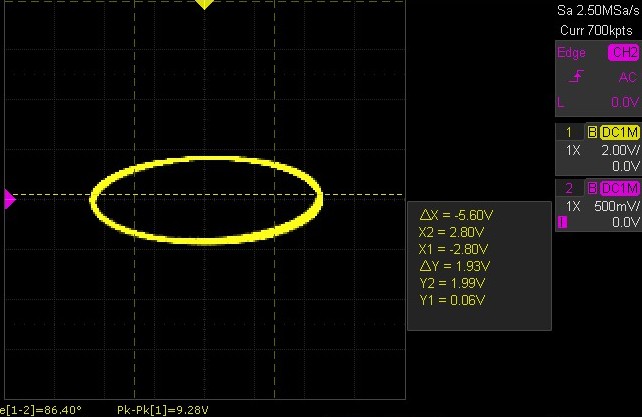 Sa 2.50MSa/s
Curr 700kpts
Edge CH2
AC
L 0.0V
1 B DC1M
1X 2.00V/
0.0V
2 B DC1M
1X 500mV/
0.0V
△X = -5.60V
X2 = 2.80V
X1 = -2.80V
△Y = 1.93V
Y2 = 1.99V
Y1 = 0.06V
e[1-2]=86.40° Pk-Pk[1]=9.28V